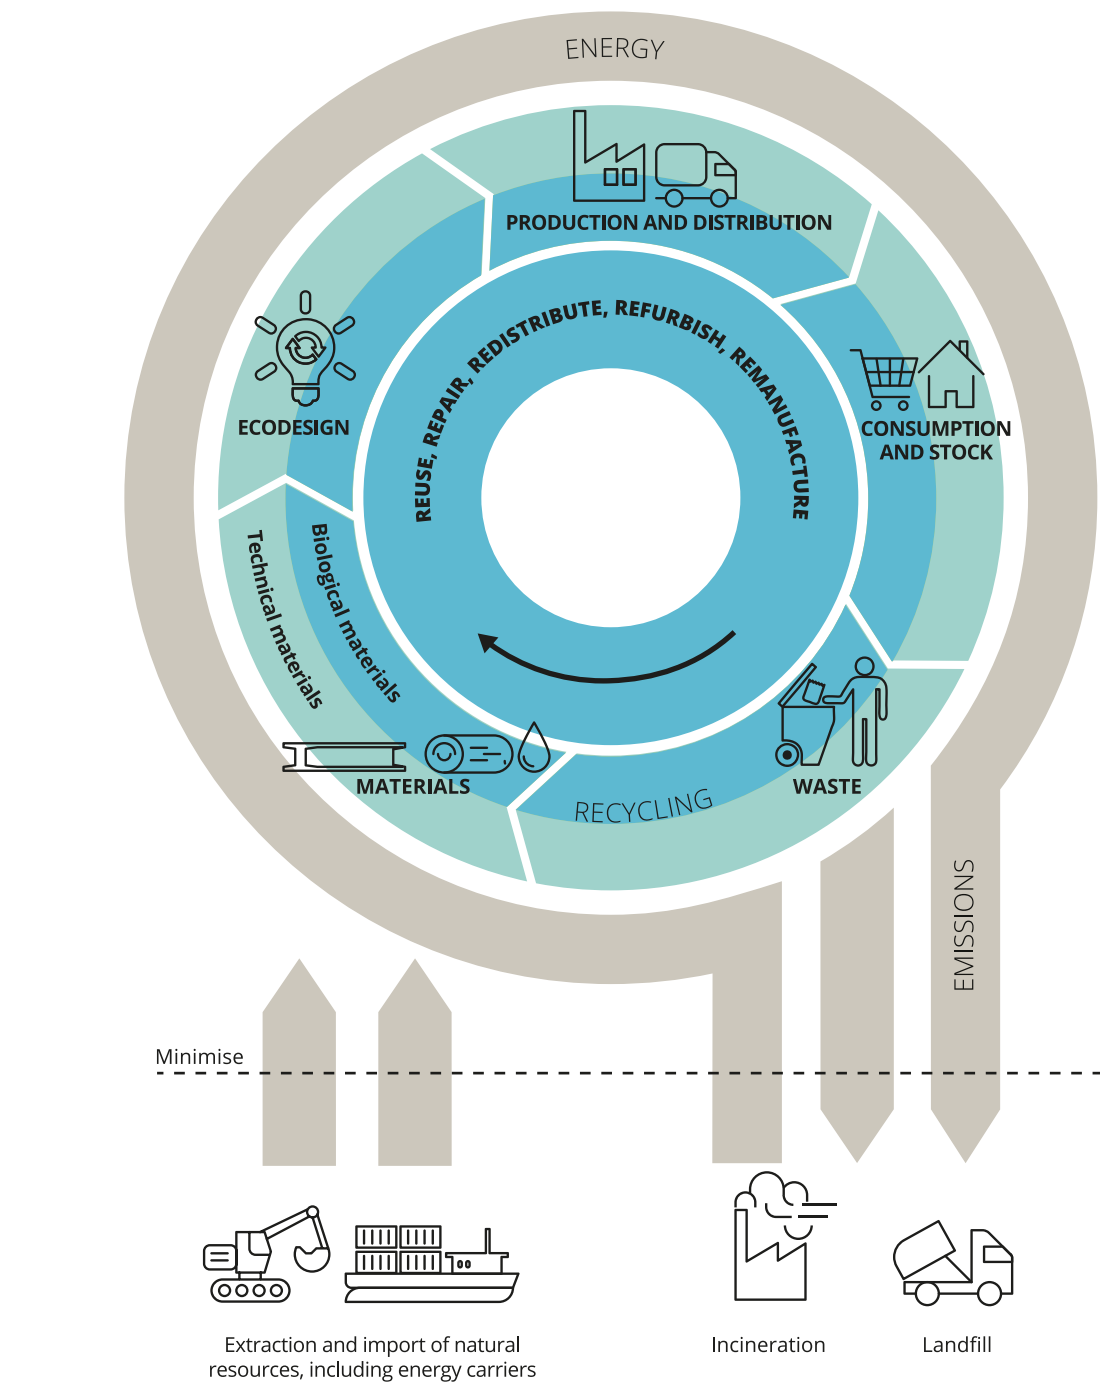 ENERGY
PRODUCTION AND DISTRIBUTION
REUSE, REPAIR, REDISTRIBUTE, REFURBISH, REMANUFACTURE
ECODESIGN
CONSUMPTION
AND STOCK
Technical materials
Biological materials
MATERIALS
RECYCLING
WASTE
EMISSIONS
Minimise
Extraction and import of natural
resources, including energy carriers
Incineration
Landfill